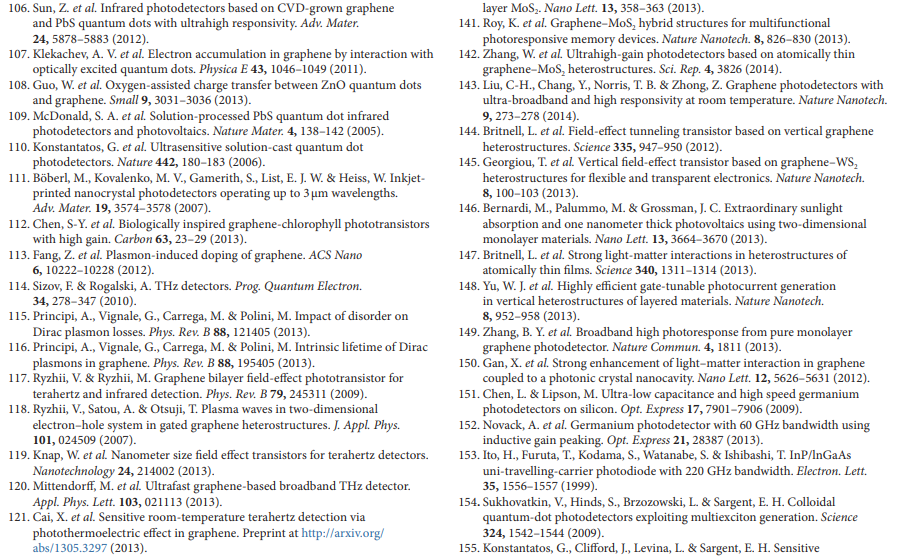 106. Sun, Z. et al. Infrared photodetectors based on CVD-grown graphene
and PbS quantum dots with ultrahigh responsivity. Adv. Mater.
24, 5878–5883 (2012).
107. Klekachev, A. V. et al. Electron accumulation in graphene by interaction with
optically excited quantum dots. Physica E 43, 1046–1049 (2011).
108. Guo, W. et al. Oxygen-assisted charge transfer between ZnO quantum dots
and graphene. Small 9, 3031–3036 (2013).
109. McDonald, S. A. et al. Solution-processed PbS quantum dot infrared
photodetectors and photovoltaics. Nature Mater. 4, 138–142 (2005).
110. Konstantatos, G. et al. Ultrasensitive solution-cast quantum dot
photodetectors. Nature 442, 180–183 (2006).
111. Böberl, M., Kovalenko, M. V., Gamerith, S., List, E. J. W. & Heiss, W. Inkjet-
printed nanocrystal photodetectors operating up to 3 μm wavelengths.
Adv. Mater. 19, 3574–3578 (2007).
112. Chen, S-Y. et al. Biologically inspired graphene-chlorophyll phototransistors
with high gain. Carbon 63, 23–29 (2013).
113. Fang, Z. et al. Plasmon-induced doping of graphene. ACS Nano
6, 10222–10228 (2012).
114. Sizov, F. & Rogalski, A. THz detectors. Prog. Quantum Electron.
34, 278–347 (2010).
115. Principi, A., Vignale, G., Carrega, M. & Polini, M. Impact of disorder on
Dirac plasmon losses. Phys. Rev. B 88, 121405 (2013).
116. Principi, A., Vignale, G., Carrega, M. & Polini, M. Intrinsic lifetime of Dirac
plasmons in graphene. Phys. Rev. B 88, 195405 (2013).
117. Ryzhii, V. & Ryzhii, M. Graphene bilayer field-effect phototransistor for
terahertz and infrared detection. Phys. Rev. B 79, 245311 (2009).
118. Ryzhii, V., Satou, A. & Otsuji, T. Plasma waves in two-dimensional
electron–hole system in gated graphene heterostructures. J. Appl. Phys.
101, 024509 (2007).
119. Knap, W. et al. Nanometer size field effect transistors for terahertz detectors.
Nanotechnology 24, 214002 (2013).
120. Mittendorff, M. et al. Ultrafast graphene-based broadband THz detector.
Appl. Phys. Lett. 103, 021113 (2013).
121. Cai, X. et al. Sensitive room-temperature terahertz detection via
photothermoelectric effect in graphene. Preprint at http://arxiv.org/
abs/1305.3297 (2013).
layer MoS₂. Nano Lett. 13, 358–363 (2013).
141. Roy, K. et al. Graphene–MoS₂ hybrid structures for multifunctional
photoresponsive memory devices. Nature Nanotech. 8, 826–830 (2013).
142. Zhang, W. et al. Ultrahigh-gain photodetectors based on atomically thin
graphene–MoS₂ heterostructures. Sci. Rep. 4, 3826 (2014).
143. Liu, C-H., Chang, Y., Norris, T. B. & Zhong, Z. Graphene photodetectors with
ultra-broadband and high responsivity at room temperature. Nature Nanotech.
9, 273–278 (2014).
144. Britnell, L. et al. Field-effect tunneling transistor based on vertical graphene
heterostructures. Science 335, 947–950 (2012).
145. Georgiou, T. et al. Vertical field-effect transistor based on graphene–WS₂
heterostructures for flexible and transparent electronics. Nature Nanotech.
8, 100–103 (2013).
146. Bernardi, M., Palummo, M. & Grossman, J. C. Extraordinary sunlight
absorption and one nanometer thick photovoltaics using two-dimensional
monolayer materials. Nano Lett. 13, 3664–3670 (2013).
147. Britnell, L. et al. Strong light-matter interactions in heterostructures of
atomically thin films. Science 340, 1311–1314 (2013).
148. Yu, W. J. et al. Highly efficient gate-tunable photocurrent generation
in vertical heterostructures of layered materials. Nature Nanotech.
8, 952–958 (2013).
149. Zhang, B. Y. et al. Broadband high photoresponse from pure monolayer
graphene photodetector. Nature Commun. 4, 1811 (2013).
150. Gan, X. et al. Strong enhancement of light–matter interaction in graphene
coupled to a photonic crystal nanocavity. Nano Lett. 12, 5626–5631 (2012).
151. Chen, L. & Lipson, M. Ultra-low capacitance and high speed germanium
photodetectors on silicon. Opt. Express 17, 7901–7906 (2009).
152. Novack, A. et al. Germanium photodetector with 60 GHz bandwidth using
inductive gain peaking. Opt. Express 21, 28387 (2013).
153. Ito, H., Furuta, T., Kodama, S., Watanabe, S. & Ishibashi, T. InP/InGaAs
uni-travelling-carrier photodiode with 220 GHz bandwidth. Electron. Lett.
35, 1556–1557 (1999).
154. Sukhovatkin, V., Hinds, S., Brzozowski, L. & Sargent, E. H. Colloidal
quantum-dot photodetectors exploiting multiexciton generation. Science
324, 1542–1544 (2009).
155. Konstantatos, G., Clifford, J., Levina, L. & Sargent, E. H. Sensitive